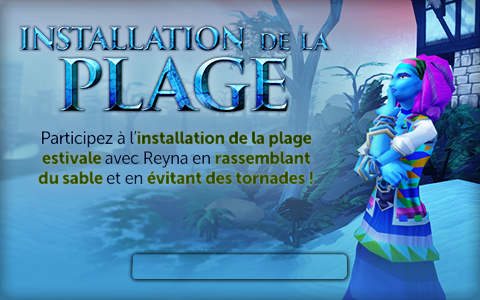 INSTALLATION DE LA
PLAGE
Participez à l'installation de la plage
estivale avec Reyna en rassemblant
du sable et en évitant des tornades !